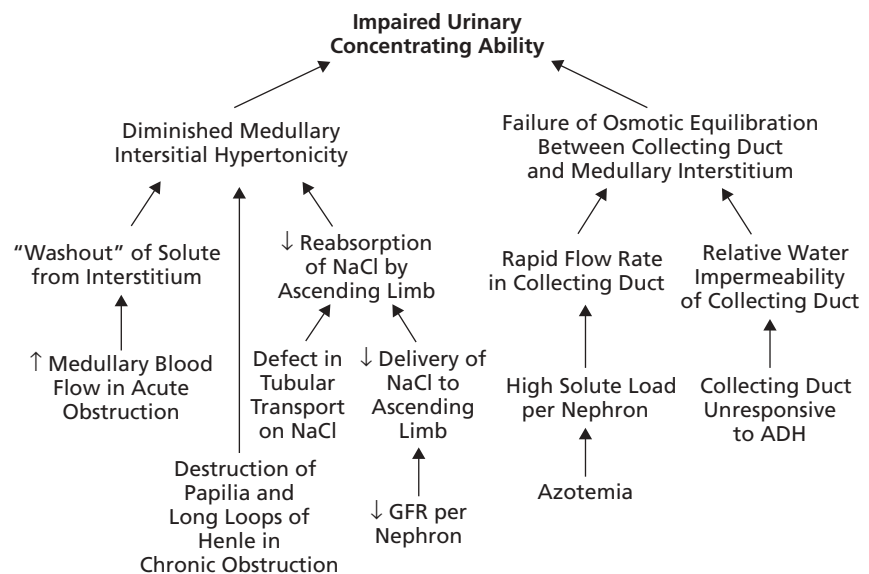 Impaired Urinary
Concentrating Ability
Diminished Medullary
Intersitial Hypertonicity
Failure of Osmotic Equilibration
Between Collecting Duct
and Medullary Interstitium
“Washout” of Solute
from Interstitium
↓ Reabsorption
of NaCl by
Ascending Limb
Rapid Flow Rate
in Collecting Duct
Relative Water
Impermeability
of Collecting Duct
↑ Medullary Blood
Flow in Acute
Obstruction
Defect in
Tubular
Transport
on NaCl
↓ Delivery of
NaCl to
Ascending
Limb
High Solute Load
per Nephron
Collecting Duct
Unresponsive
to ADH
Destruction of
Papilia and
Long Loops of
Henle in
Chronic Obstruction
↓ GFR per
Nephron
Azotemia